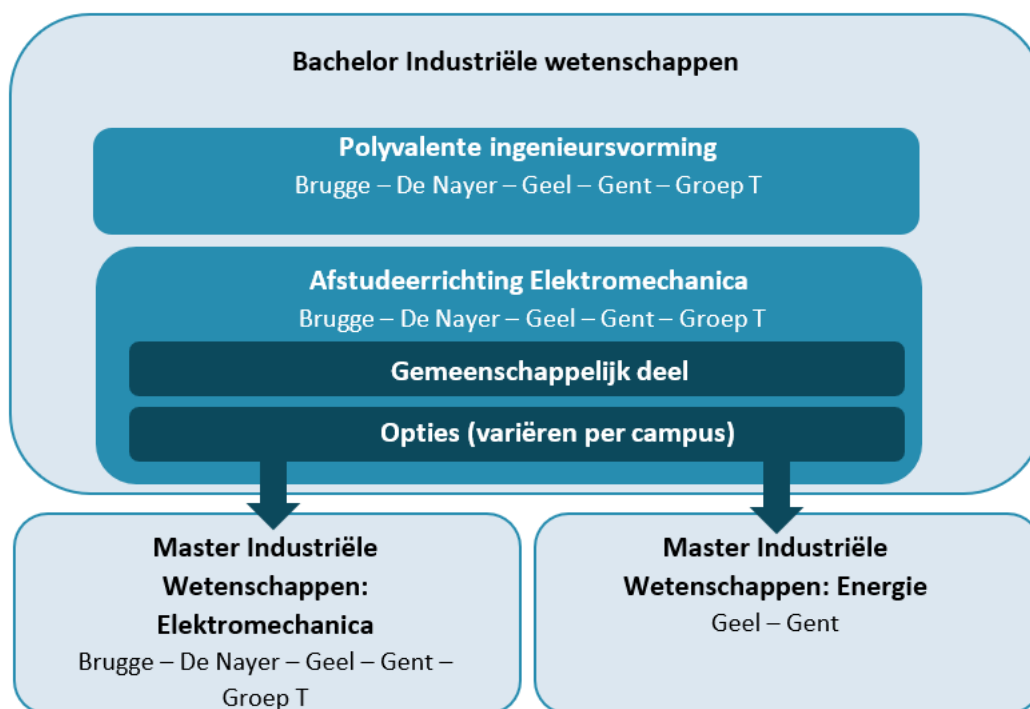 Bachelor Industriële wetenschappen
Polyvalente ingenieursvorming
Brugge – De Nayer – Geel – Gent – Groep T
Afstudeerrichting Elektromechanica
Brugge – De Nayer – Geel – Gent – Groep T
Gemeenschappelijk deel
Opties (variëren per campus)
Master Industriële
Wetenschappen:
Elektromechanica
Brugge – De Nayer – Geel – Gent –
Groep T
Master Industriële
Wetenschappen: Energie
Geel – Gent